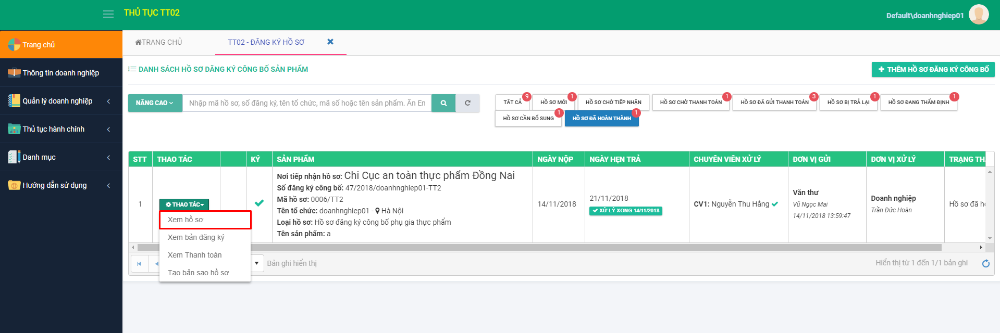 THỦ TỤC TT02
Default\doanhnghiep01
Trang chủ
Thông tin doanh nghiệp
Quản lý doanh nghiệp
Thủ tục hành chính
Danh mục
Hướng dẫn sử dụng
TRANG CHỦ
TT02 - ĐĂNG KÝ HỒ SƠ
DANH SÁCH HỒ SƠ ĐĂNG KÝ CÔNG BỐ SẢN PHẨM
THÊM HỒ SƠ ĐĂNG KÝ CÔNG BỐ
NÂNG CAO
Nhập mã hồ sơ, số đăng ký, tên tổ chức, mã số hoặc tên sản phẩm. Ấn En
TẤT CẢ 9
HỒ SƠ MỚI 1
HỒ SƠ CHỜ TIẾP NHẬN
HỒ SƠ CHỜ THANH TOÁN 1
HỒ SƠ ĐÃ GỬI THANH TOÁN 3
HỒ SƠ BỊ TRẢ LẠI 1
HỒ SƠ ĐANG THẨM ĐỊNH 1
HỒ SƠ CẦN BỔ SUNG 1
HỒ SƠ ĐÃ HOÀN THÀNH 1
STT THAO TÁC KÝ SẢN PHẨM NGÀY NỘP NGÀY HẸN TRẢ CHUYÊN VIÊN XỬ LÝ ĐƠN VỊ GỬI ĐƠN VỊ XỬ LÝ TRẠNG TH
1
THAO TÁC
Nơi tiếp nhận hồ sơ: Chi Cục an toàn thực phẩm Đồng Nai
Số đăng ký công bố: 47/2018/doanhnghiep01-TT2
Mã hồ sơ: 0006/TT2
Tên tổ chức: doanhnghiep01 - Hà Nội
Loại hồ sơ: Hồ sơ đăng ký công bố phụ gia thực phẩm
Tên sản phẩm: a
14/11/2018
21/11/2018
XỬ LÝ XONG 14/11/2018
CV1: Nguyễn Thu Hằng
Văn thư
Vũ Ngọc Mai
14/11/2018 13:59:47
Doanh nghiệp
Trần Đức Hoàn
Hồ sơ đã h
Xem hồ sơ
Xem bản đăng ký
Xem Thanh toán
Tạo bản sao hồ sơ
Bản ghi hiển thị
Hiển thị từ 1 đến 1/1 bản ghi